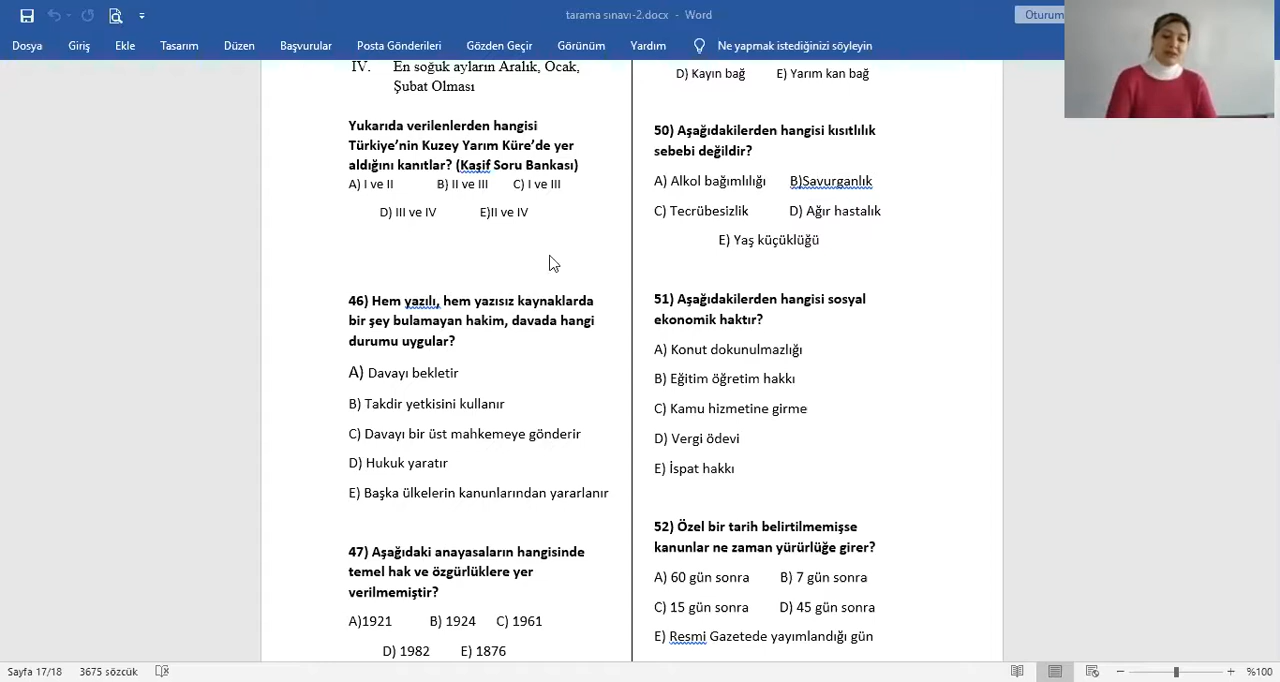 tarama sınavı-2.docx - Word
Oturum
Dosya Giriş Ekle Tasarım Düzen Başvurular Posta Gönderileri Gözden Geçir Görünüm Yardım Ne yapmak istediğinizi söyleyin
IV. En soğuk ayların Aralık, Ocak,
Şubat Olması
Yukarıda verilenlerden hangisi
Türkiye’nin Kuzey Yarım Küre’de yer
aldığını kanıtlar? (Kaşif Soru Bankası)
A) I ve II B) II ve III C) I ve III
D) III ve IV E)II ve IV
46) Hem yazılı, hem yazısız kaynaklarda
bir şey bulamayan hakim, davada hangi
durumu uygular?
A) Davayı bekletir
B) Takdir yetkisini kullanır
C) Davayı bir üst mahkemeye gönderir
D) Hukuk yaratır
E) Başka ülkelerin kanunlarından yararlanır
47) Aşağıdaki anayasaların hangisinde
temel hak ve özgürlüklere yer
verilmemiştir?
A)1921 B) 1924 C) 1961
D) 1982 E) 1876
D) Kayın bağ E) Yarım kan bağ
50) Aşağıdakilerden hangisi kısıtlılık
sebebi değildir?
A) Alkol bağımlılığı B)Savurganlık
C) Tecrübesizlik D) Ağır hastalık
E) Yaş küçüklüğü
51) Aşağıdakilerden hangisi sosyal
ekonomik haktır?
A) Konut dokunulmazlığı
B) Eğitim öğretim hakkı
C) Kamu hizmetine girme
D) Vergi ödevi
E) İspat hakkı
52) Özel bir tarih belirtilmemişse
kanunlar ne zaman yürürlüğe girer?
A) 60 gün sonra B) 7 gün sonra
C) 15 gün sonra D) 45 gün sonra
E) Resmi Gazetede yayımlandığı gün
Sayfa 17/18 3675 sözcük
%100